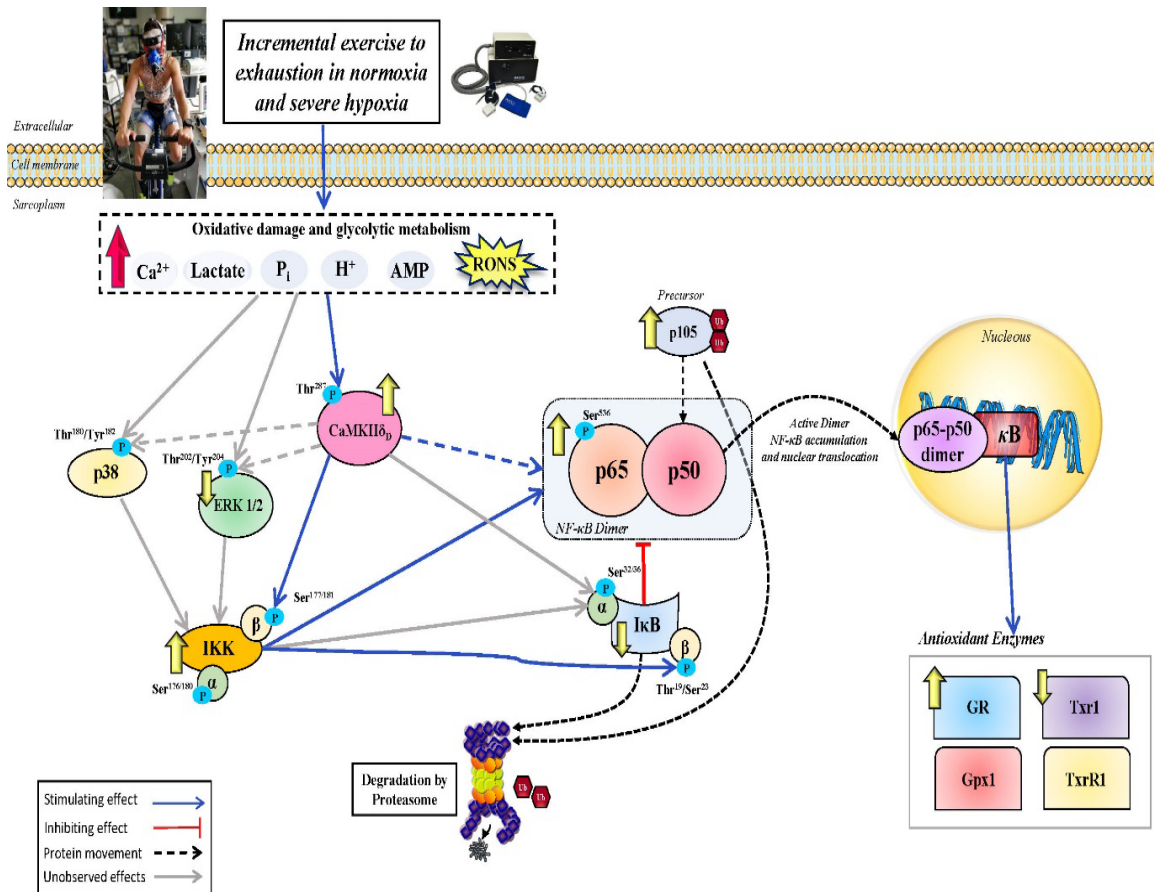 Incremental exercise to
exhaustion in normoxia
and severe hypoxia
Extracellular
Cell membrane
Sarcoplasm
Oxidative damage and glycolytic metabolism
Ca2+
Lactate
Pi
H+
AMP
RONS
Precursor
p105
Ub
Ub
Nucleous
Thr287
P
CaMKIIδD
Ser536
P
p65
p50
NF-κB Dimer
Active Dimer
NF-κB accumulation
and nuclear translocation
p65-p50
dimer
κB
Thr180/Tyr182
P
p38
Thr202/Tyr204
P
ERK 1/2
Ser177/181
β
P
IKK
α
Ser176/180
P
Ser32/36
P
α
IκB
β
P
Thr19/Ser23
Antioxidant Enzymes
GR
Txr1
Gpx1
TxrR1
Degradation by
Proteasome
Ub
Ub
Stimulating effect
Inhibiting effect
Protein movement
Unobserved effects